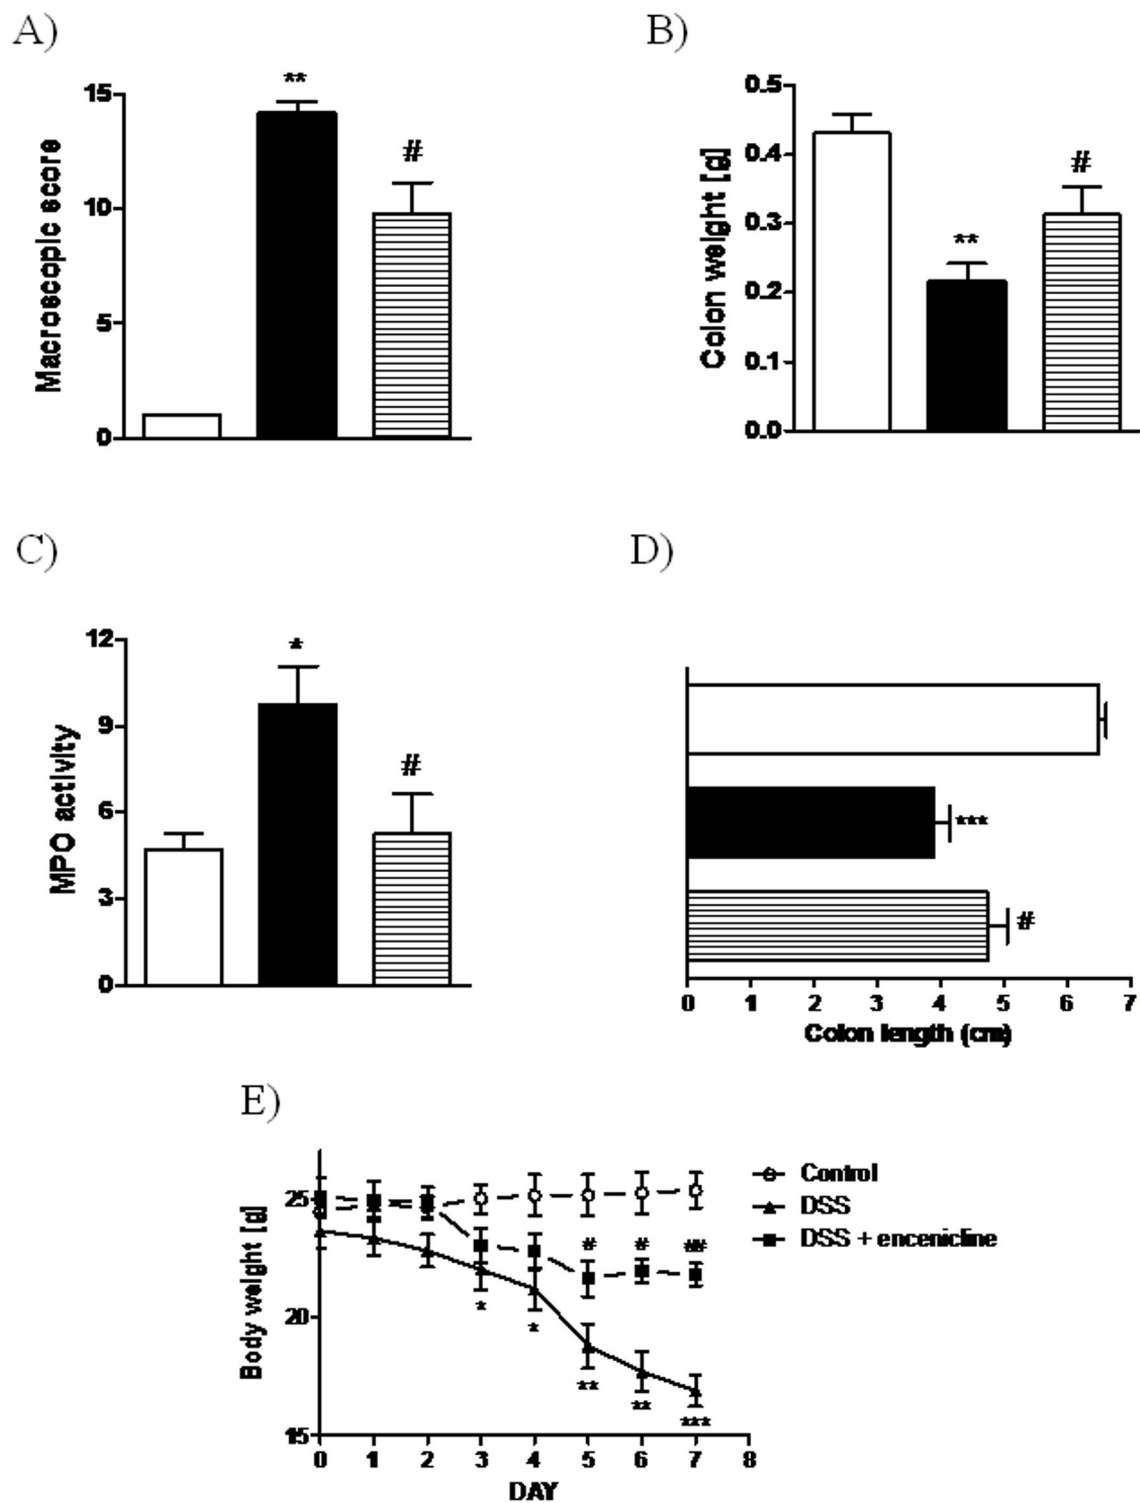 A)
**
15
#
10
Macroscopic score
5
0
B)
0.5
#
0.4
**
0.3
Colon weight [g]
0.2
0.1
0.0
C)
12
*
9
#
MPO activity
6
3
0
D)
***
#
0 1 2 3 4 5 6 7
Colon length (cm)
E)
Control
DSS
DSS + encenicline
25
20
15
Body weight [g]
# # ##
* * ** ** ***
0 1 2 3 4 5 6 7 8
DAY